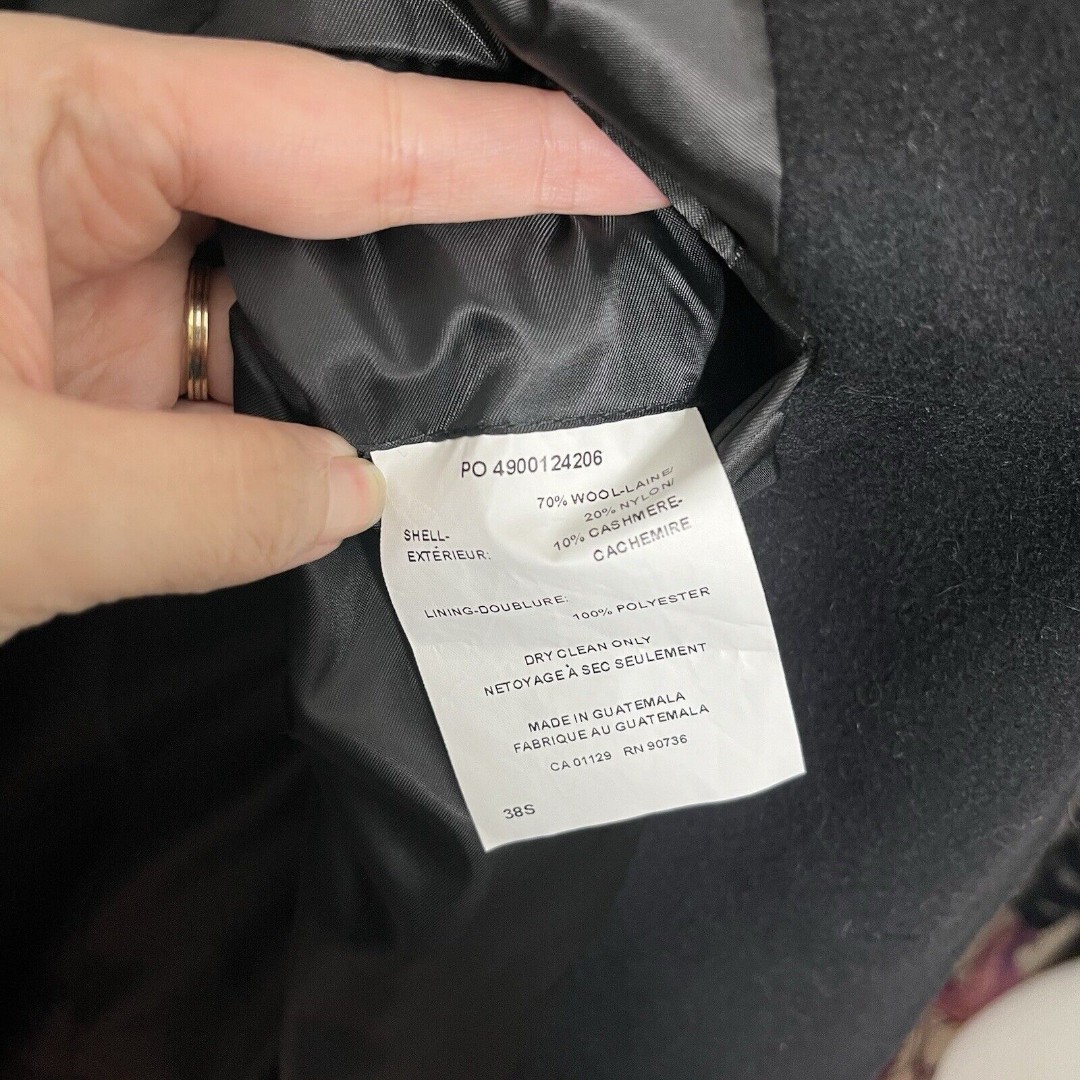 PO 4900124206
70% WOOL-LAINE/
20% NYLON/
10% CASHMERE-
CACHEMIRE
SHELL-
EXTÉRIEUR:
LINING-DOUBLURE: 100% POLYESTER
DRY CLEAN ONLY
NETOYAGE À SEC SEULEMENT
MADE IN GUATEMALA
FABRIQUE AU GUATEMALA
CA 01129 RN 90736
38S